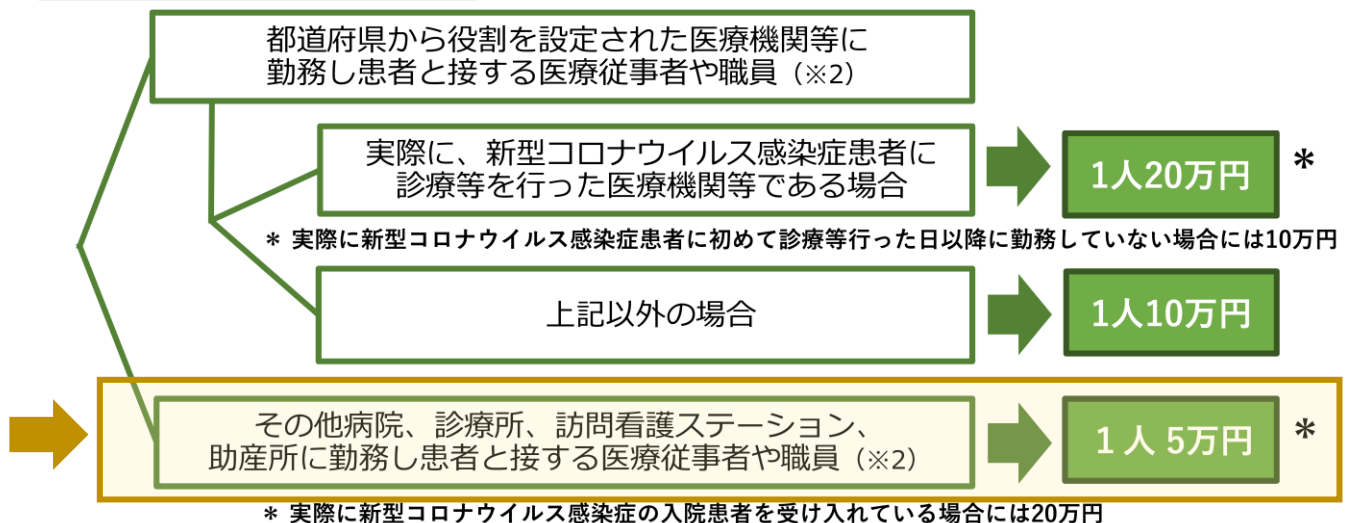 都道府県から役割を設定された医療機関等に
勤務し患者と接する医療従事者や職員（※2）
実際に、新型コロナウイルス感染症患者に
診療等を行った医療機関等である場合
1人20万円
*
* 実際に新型コロナウイルス感染症患者に初めて診療等行った日以降に勤務していない場合には10万円
上記以外の場合
1人10万円
その他病院、診療所、訪問看護ステーション、
助産所に勤務し患者と接する医療従事者や職員（※2）
1人 5万円
*
* 実際に新型コロナウイルス感染症の入院患者を受け入れている場合には20万円